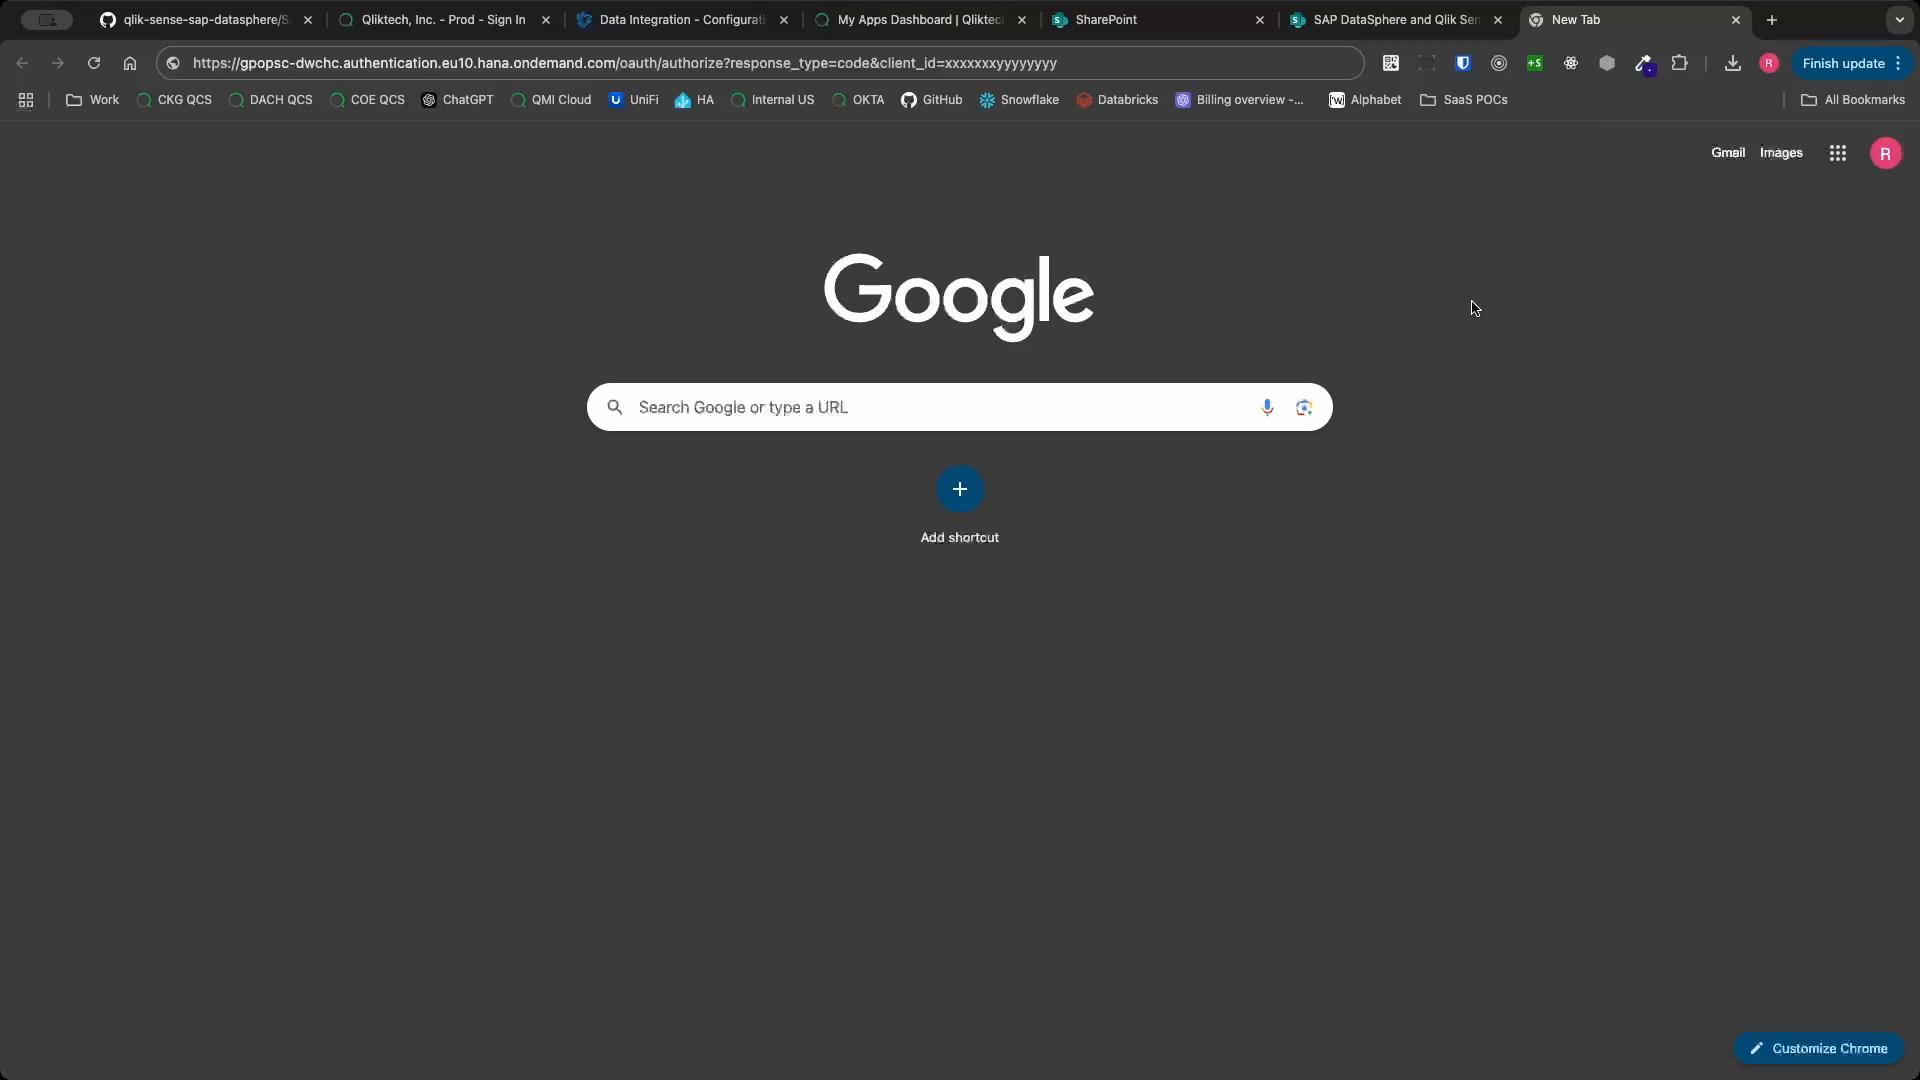 qlik-sense-sap-datasphere/S
Qliktech, Inc. - Prod - Sign In
Data Integration - Configurati
My Apps Dashboard | Qliktec
SharePoint
SAP DataSphere and Qlik Sen
New Tab
https://gpopsc-dwchc.authentication.eu10.hana.ondemand.com/oauth/authorize?response_type=code&client_id=xxxxxxxyyyyyyyy
+S
R
Finish update
Work
CKG QCS
DACH QCS
COE QCS
ChatGPT
QMI Cloud
UniFi
HA
Internal US
OKTA
GitHub
Snowflake
Databricks
Billing overview -...
Alphabet
SaaS POCs
All Bookmarks
Gmail
Images
R
Google
Search Google or type a URL
Add shortcut
Customize Chrome